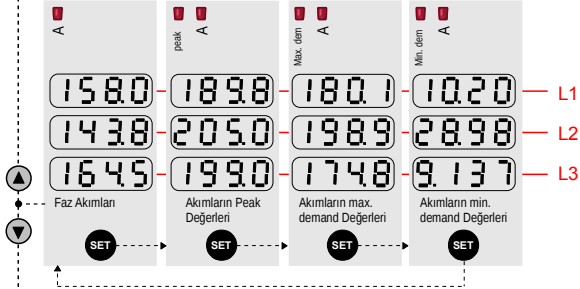 A
peak
A
Max. dem
A
Min. dem
A
158.0 189.8 180.1 10.20 L1
143.8 205.0 198.9 28.98 L2
164.5 199.0 174.8 9.137 L3
Faz Akımları
Akımların Peak
Değerleri
Akımların max.
demand Değerleri
Akımların min.
demand Değerleri
SET SET SET SET